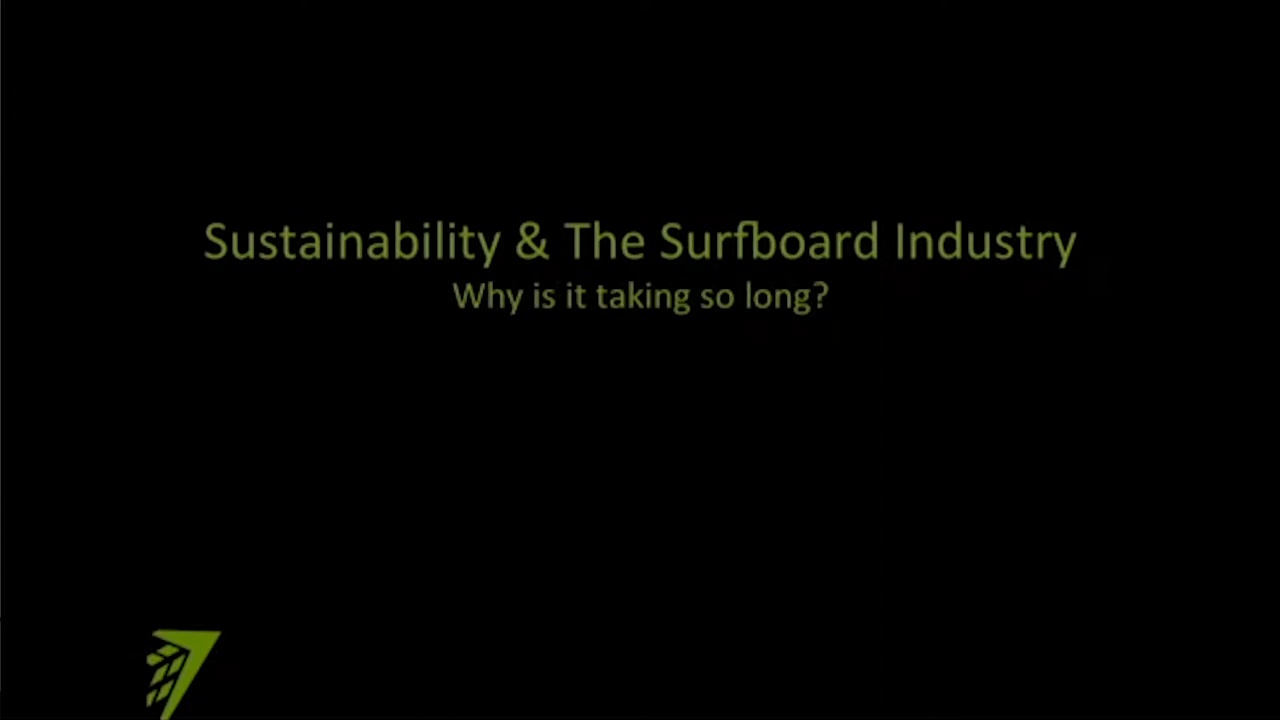 Sustainability & The Surfboard Industry
Why is it taking so long?